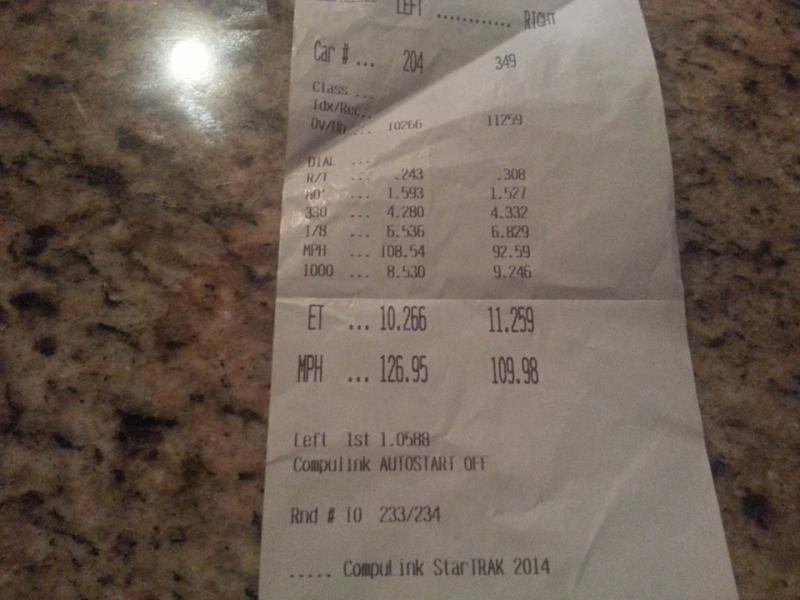 LEFT ............ RIGHT
Car # ... 204 349
Class ...
Idx/Rec..
Ov/Un ... 10266 11259
DIAL ...
R/T ... .243 .308
60' ... 1.593 1.527
330 ... 4.280 4.332
1/8 ... 6.536 6.829
MPH ... 108.54 92.59
1000 ... 8.530 9.246
ET ... 10.266 11.259
MPH ... 126.95 109.98
Left 1st 1.0588
Compulink AUTOSTART OFF
Rnd # TO 233/234
..... CompuLink StarTRAK 2014